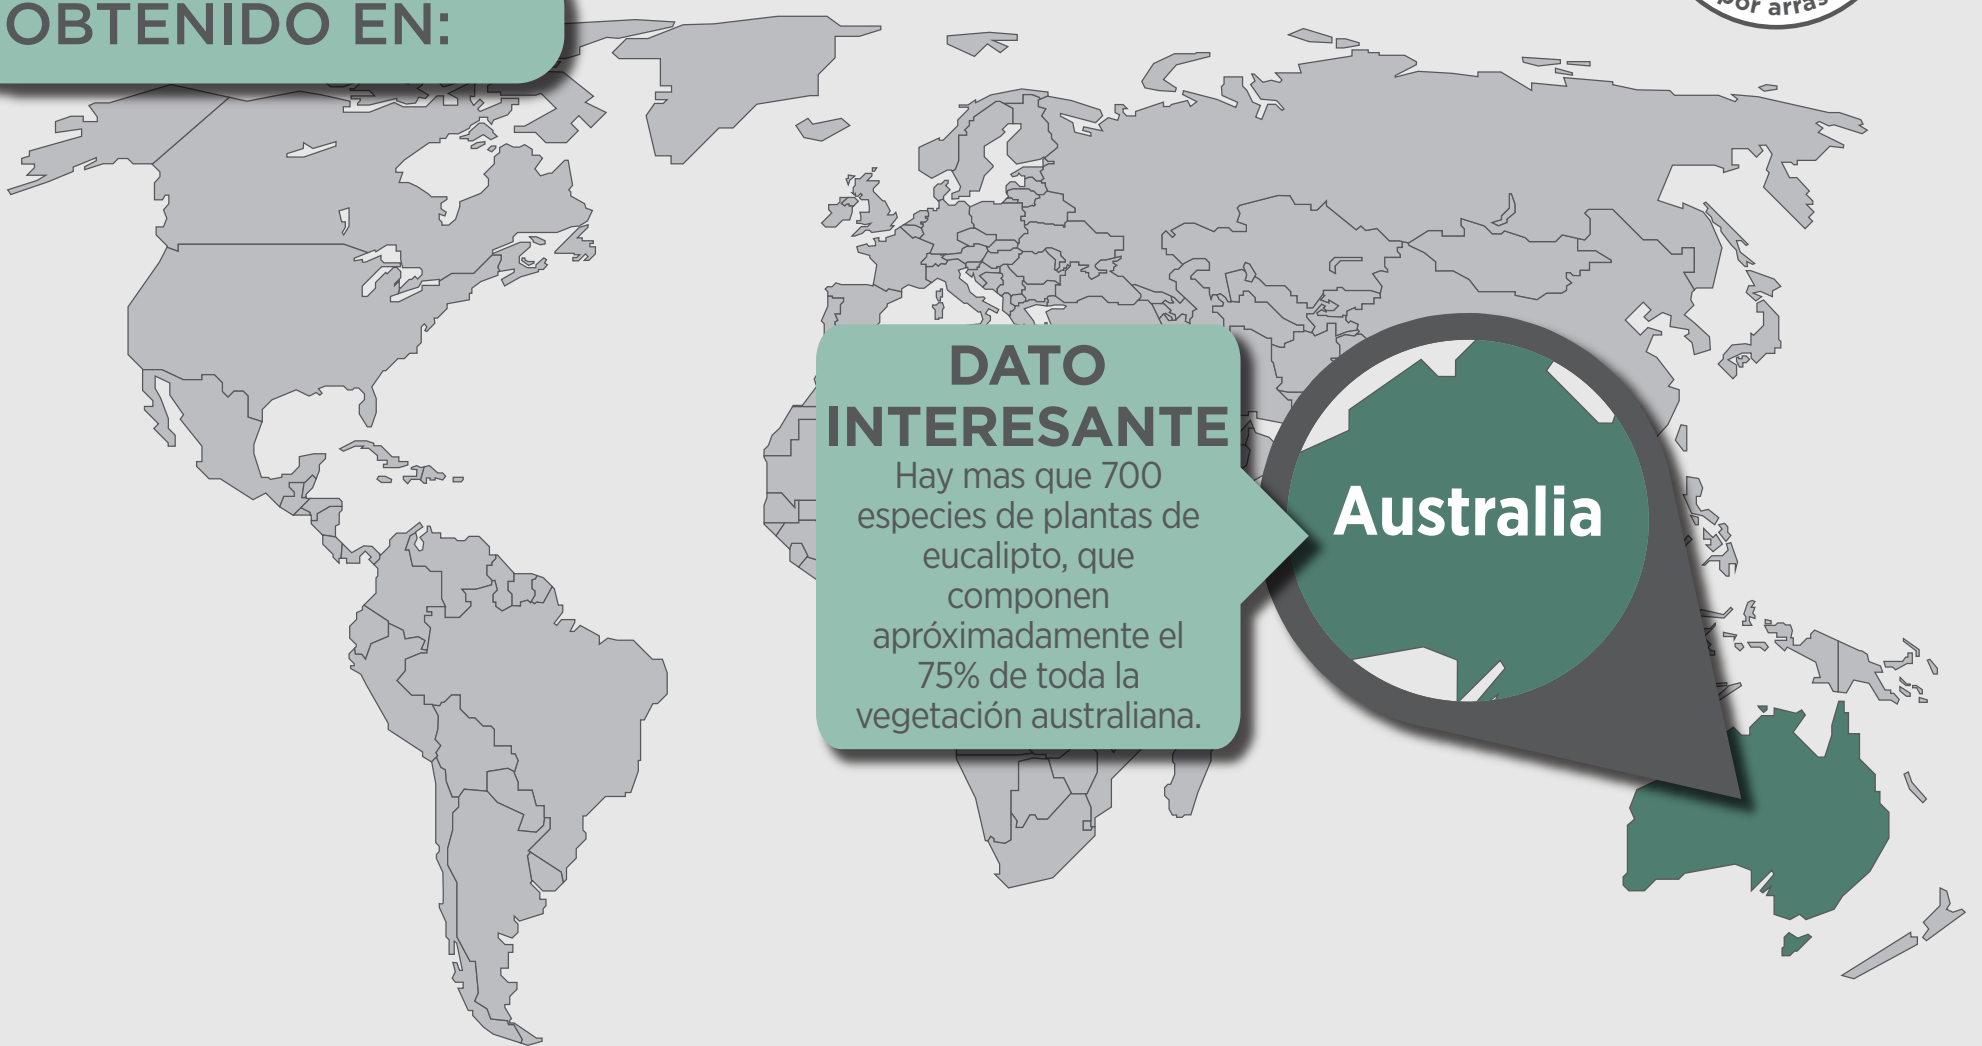 OBTENIDO EN:
por
DATO
INTERESANTE
Hay mas que 700
especies de plantas de
eucalipto, que
componen
apróximadamente el
75% de toda la
vegetación australiana.
Australia